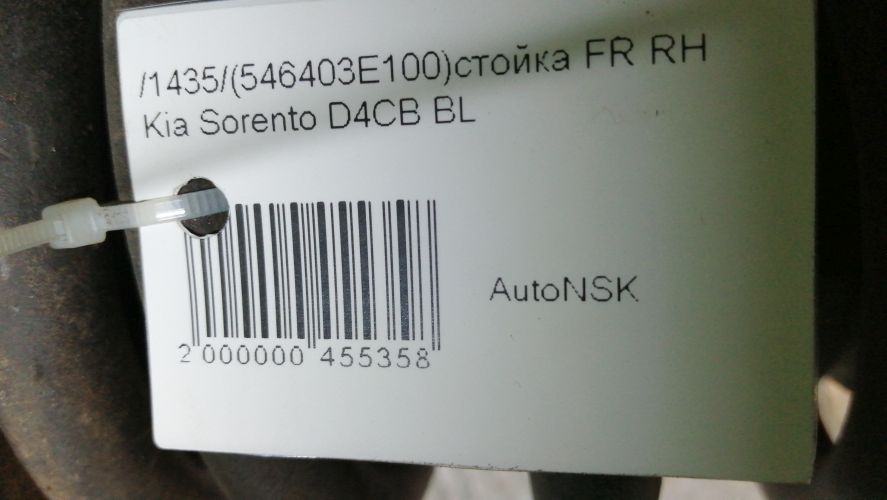 /1435/(546403E100)стойка FR RH
Kia Sorento D4CB BL
AutoNSK
2 000000 455358